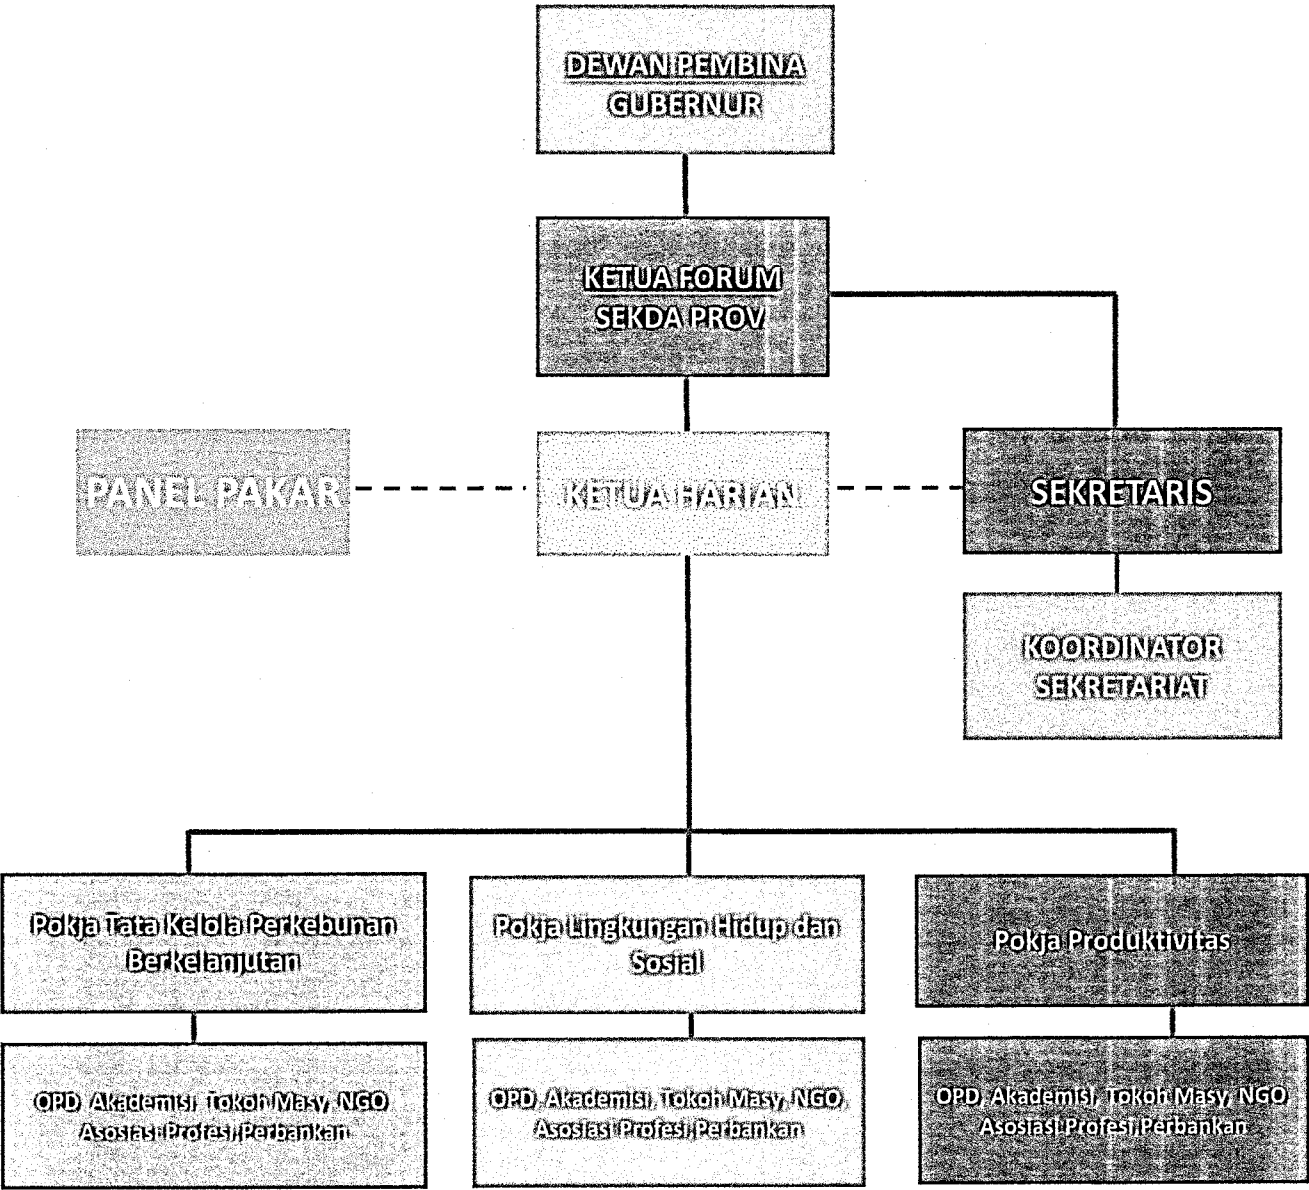 DEWAN PEMBINA
GUBERNUR
KETUA FORUM
SEKDA PROV
PANEL PAKAR
KETUA HARIAN
SEKRETARIS
KOORDINATOR
SEKRETARIAT
Pokja Tata Kelola Perkebunan
Berkelanjutan
Pokja Lingkungan Hidup dan
Sosial
Pokja Produktivitas
OPD, Akademisi, Tokoh Masy, NGO
Asosiasi Profesi,Perbankan
OPD, Akademisi, Tokoh Masy, NGO
Asosiasi Profesi,Perbankan
OPD, Akademisi, Tokoh Masy, NGO
Asosiasi Profesi,Perbankan